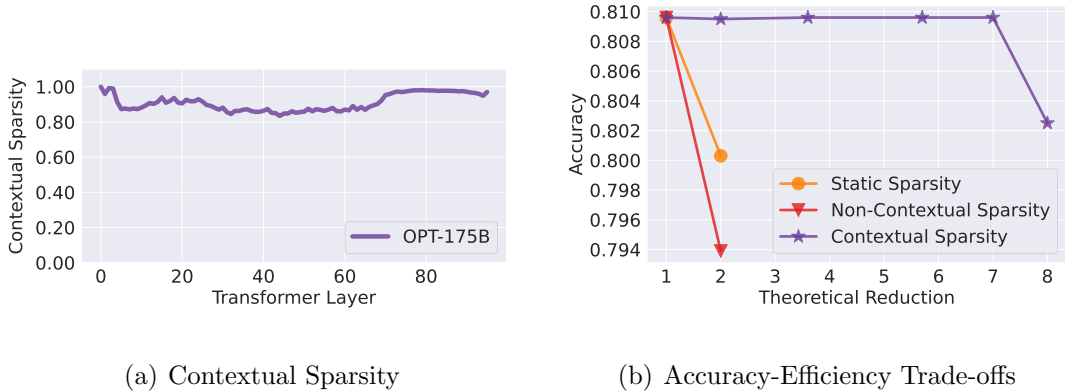 1.00
0.80
0.60
0.40
0.20
0.00
Contextual Sparsity
OPT-175B
0 20 40 60 80
Transformer Layer
(a) Contextual Sparsity
0.810
0.808
0.806
0.804
0.802
0.800
0.798
0.796
0.794
Accuracy
Static Sparsity
Non-Contextual Sparsity
Contextual Sparsity
1 2 3 4 5 6 7 8
Theoretical Reduction
(b) Accuracy-Efficiency Trade-offs